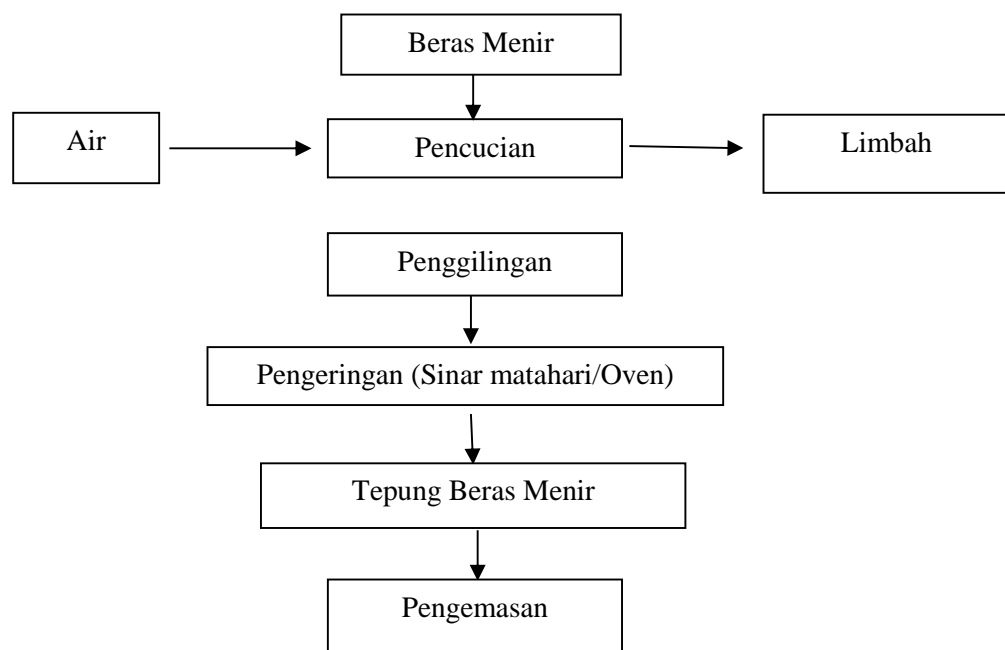 Beras Menir
Air
Pencucian
Limbah
Penggilingan
Pengeringan (Sinar matahari/Oven)
Tepung Beras Menir
Pengemasan